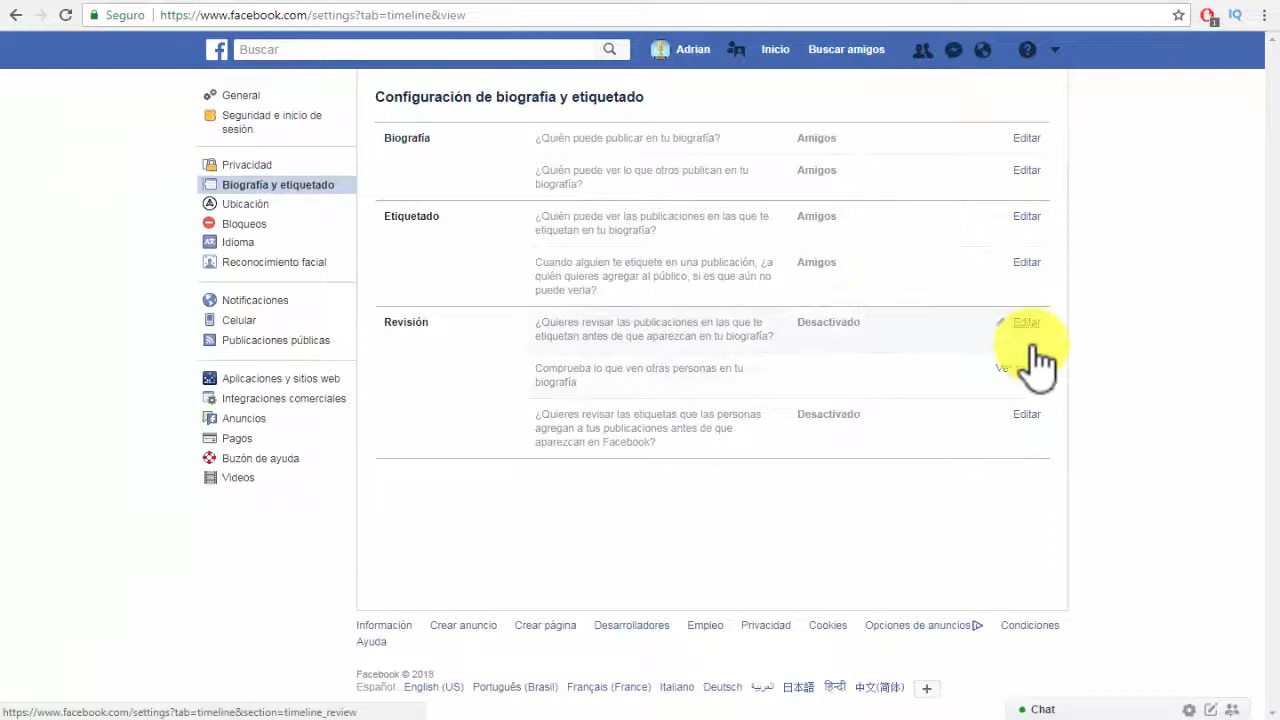 Seguro https://www.facebook.com/settings?tab=timeline&view
1 IQ
f Buscar Adrian Inicio Buscar amigos ?
General
Seguridad e inicio de
sesión
Privacidad
Biografía y etiquetado
Ubicación
Bloqueos
Idioma
Reconocimiento facial
Notificaciones
Celular
Publicaciones públicas
Aplicaciones y sitios web
Integraciones comerciales
Anuncios
Pagos
Buzón de ayuda
Videos
Configuración de biografía y etiquetado
Biografía ¿Quién puede publicar en tu biografía? Amigos Editar
¿Quién puede ver lo que otros publican en tu Amigos Editar
biografía?
Etiquetado ¿Quién puede ver las publicaciones en las que te Amigos Editar
etiquetan en tu biografía?
Cuando alguien te etiquete en una publicación, ¿a Amigos Editar
quién quieres agregar al público, si es que aún no
puede verla?
Revisión ¿Quieres revisar las publicaciones en las que te Desactivado Editar
etiquetan antes de que aparezcan en tu biografía?
Comprueba lo que ven otras personas en tu
biografía
¿Quieres revisar las etiquetas que las personas Desactivado Editar
agregan a tus publicaciones antes de que
aparezcan en Facebook?
Información Crear anuncio Crear página Desarrolladores Empleo Privacidad Cookies Opciones de anuncios Condiciones
Ayuda
Facebook © 2018
Español English (US) Português (Brasil) Français (France) Italiano Deutsch العربية 日本語 हिन्दी 中文(简体) +
https://www.facebook.com/settings?tab=timeline&section=timeline_review
Chat